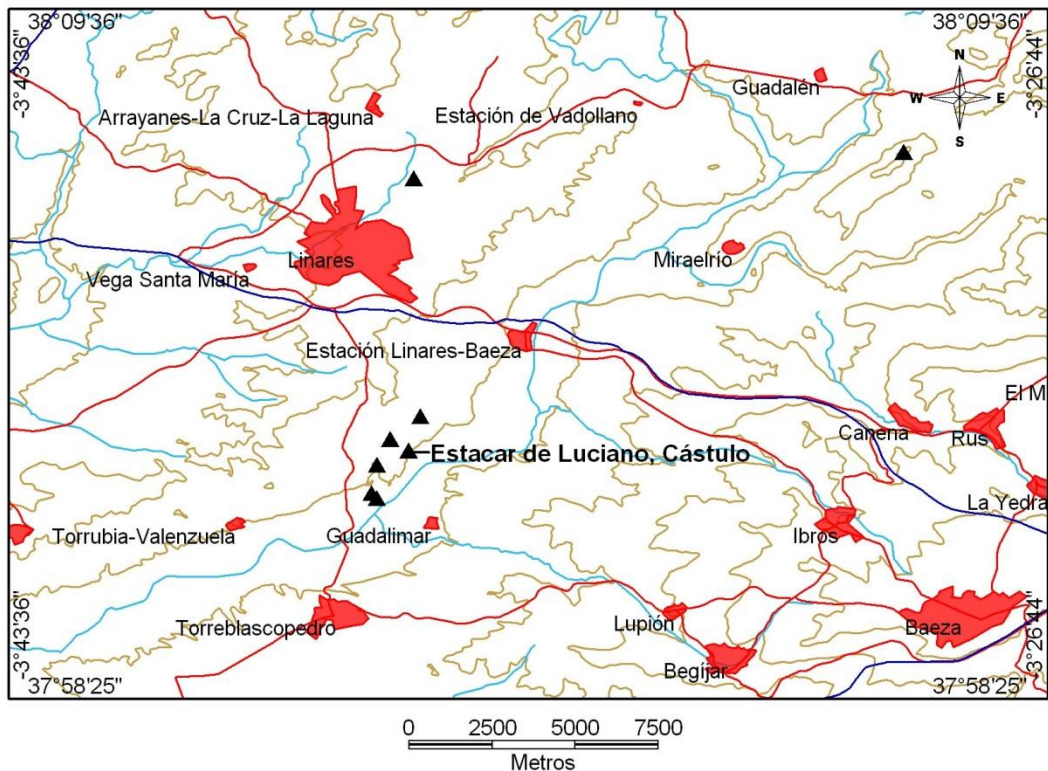 38°09'36"
38°09'36"
-3°43'36"
-3°26'44"
N
W
E
S
Guadalén
Arrayanes-La Cruz-La Laguna
Estación de Vadollano
Linares
Miraelrío
Vega Santa María
Estación Linares-Baeza
El M
Canena
Rus
Estacar de Luciano, Cástulo
La Yedra
Torrubia-Valenzuela
Guadalimar
Ibros
Torreblascopedro
Lupión
Baeza
Begíjar
-3°43'36"
-3°26'44"
37°58'25"
37°58'25"
0 2500 5000 7500
Metros